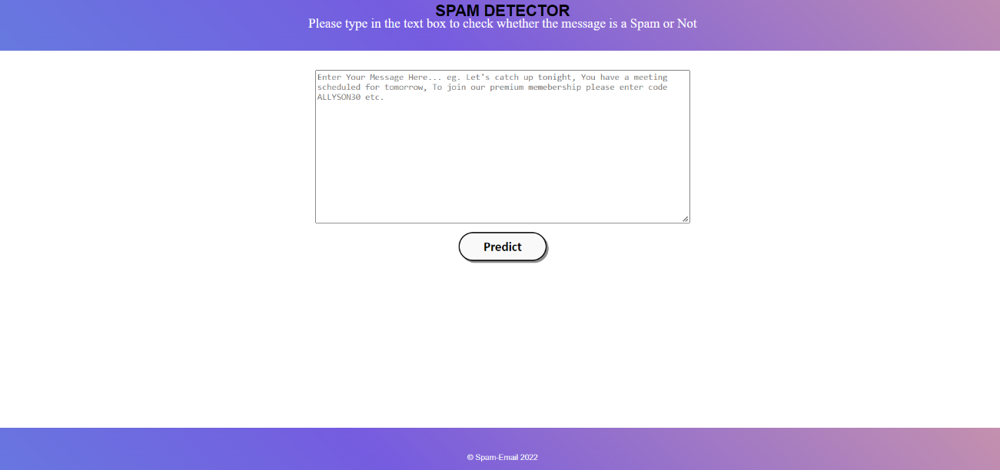 SPAM DETECTOR
Please type in the text box to check whether the message is a Spam or Not
Enter Your Message Here... eg. Let's catch up tonight, You have a meeting
scheduled for tomorrow, To join our premium memebership please enter code
ALLYSON30 etc.
Predict
© Spam-Email 2022